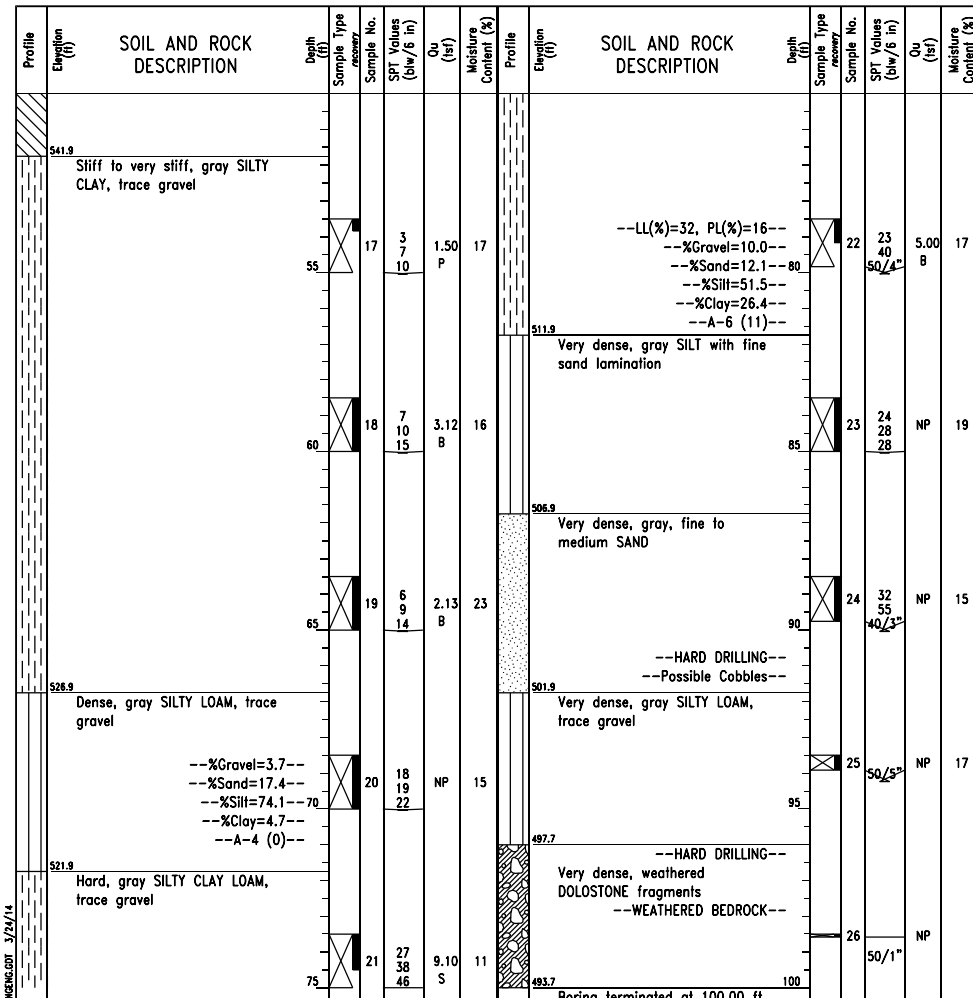 Profile
Elevation (ft)
SOIL AND ROCK
DESCRIPTION
Depth (ft)
Sample Type
recovery
Sample No.
SPT Values (blw/6 in)
Qu (tsf)
Moisture Content (%)
541.9
Stiff to very stiff, gray SILTY
CLAY, trace gravel
3
17 7 1.50 17
10 P
55
7
18 10 3.12 16
15 B
60
6
19 9 2.13 23
14 B
65
526.9
Dense, gray SILTY LOAM, trace
gravel
--%Gravel=3.7--
--%Sand=17.4-- 18
20 19 NP 15
--%Silt=74.1--70 22
--%Clay=4.7--
--A-4 (0)--
521.9
Hard, gray SILTY CLAY LOAM,
trace gravel
27
21 38 9.10 11
46 S
75
NGENG.GDT 3/24/14
Profile
Elevation (ft)
SOIL AND ROCK
DESCRIPTION
Depth (ft)
Sample Type
recovery
Sample No.
SPT Values (blw/6 in)
Qu (tsf)
Moisture Content (%)
--LL(%)=32, PL(%)=16-- 23
--%Gravel=10.0-- 22 40 5.00 17
--%Sand=12.1--80 50/4" B
--%Silt=51.5--
--%Clay=26.4--
--A-6 (11)--
511.9
Very dense, gray SILT with fine
sand lamination
24
23 28 NP 19
28
85
506.9
Very dense, gray, fine to
medium SAND
32
24 55 NP 15
40/3"
90
--HARD DRILLING--
--Possible Cobbles--
501.9
Very dense, gray SILTY LOAM,
trace gravel
25 50/5" NP 17
95
497.7
--HARD DRILLING--
Very dense, weathered
DOLOSTONE fragments
--WEATHERED BEDROCK--
26 NP
50/1"
100
493.7
Boring terminated at 100.00 ft